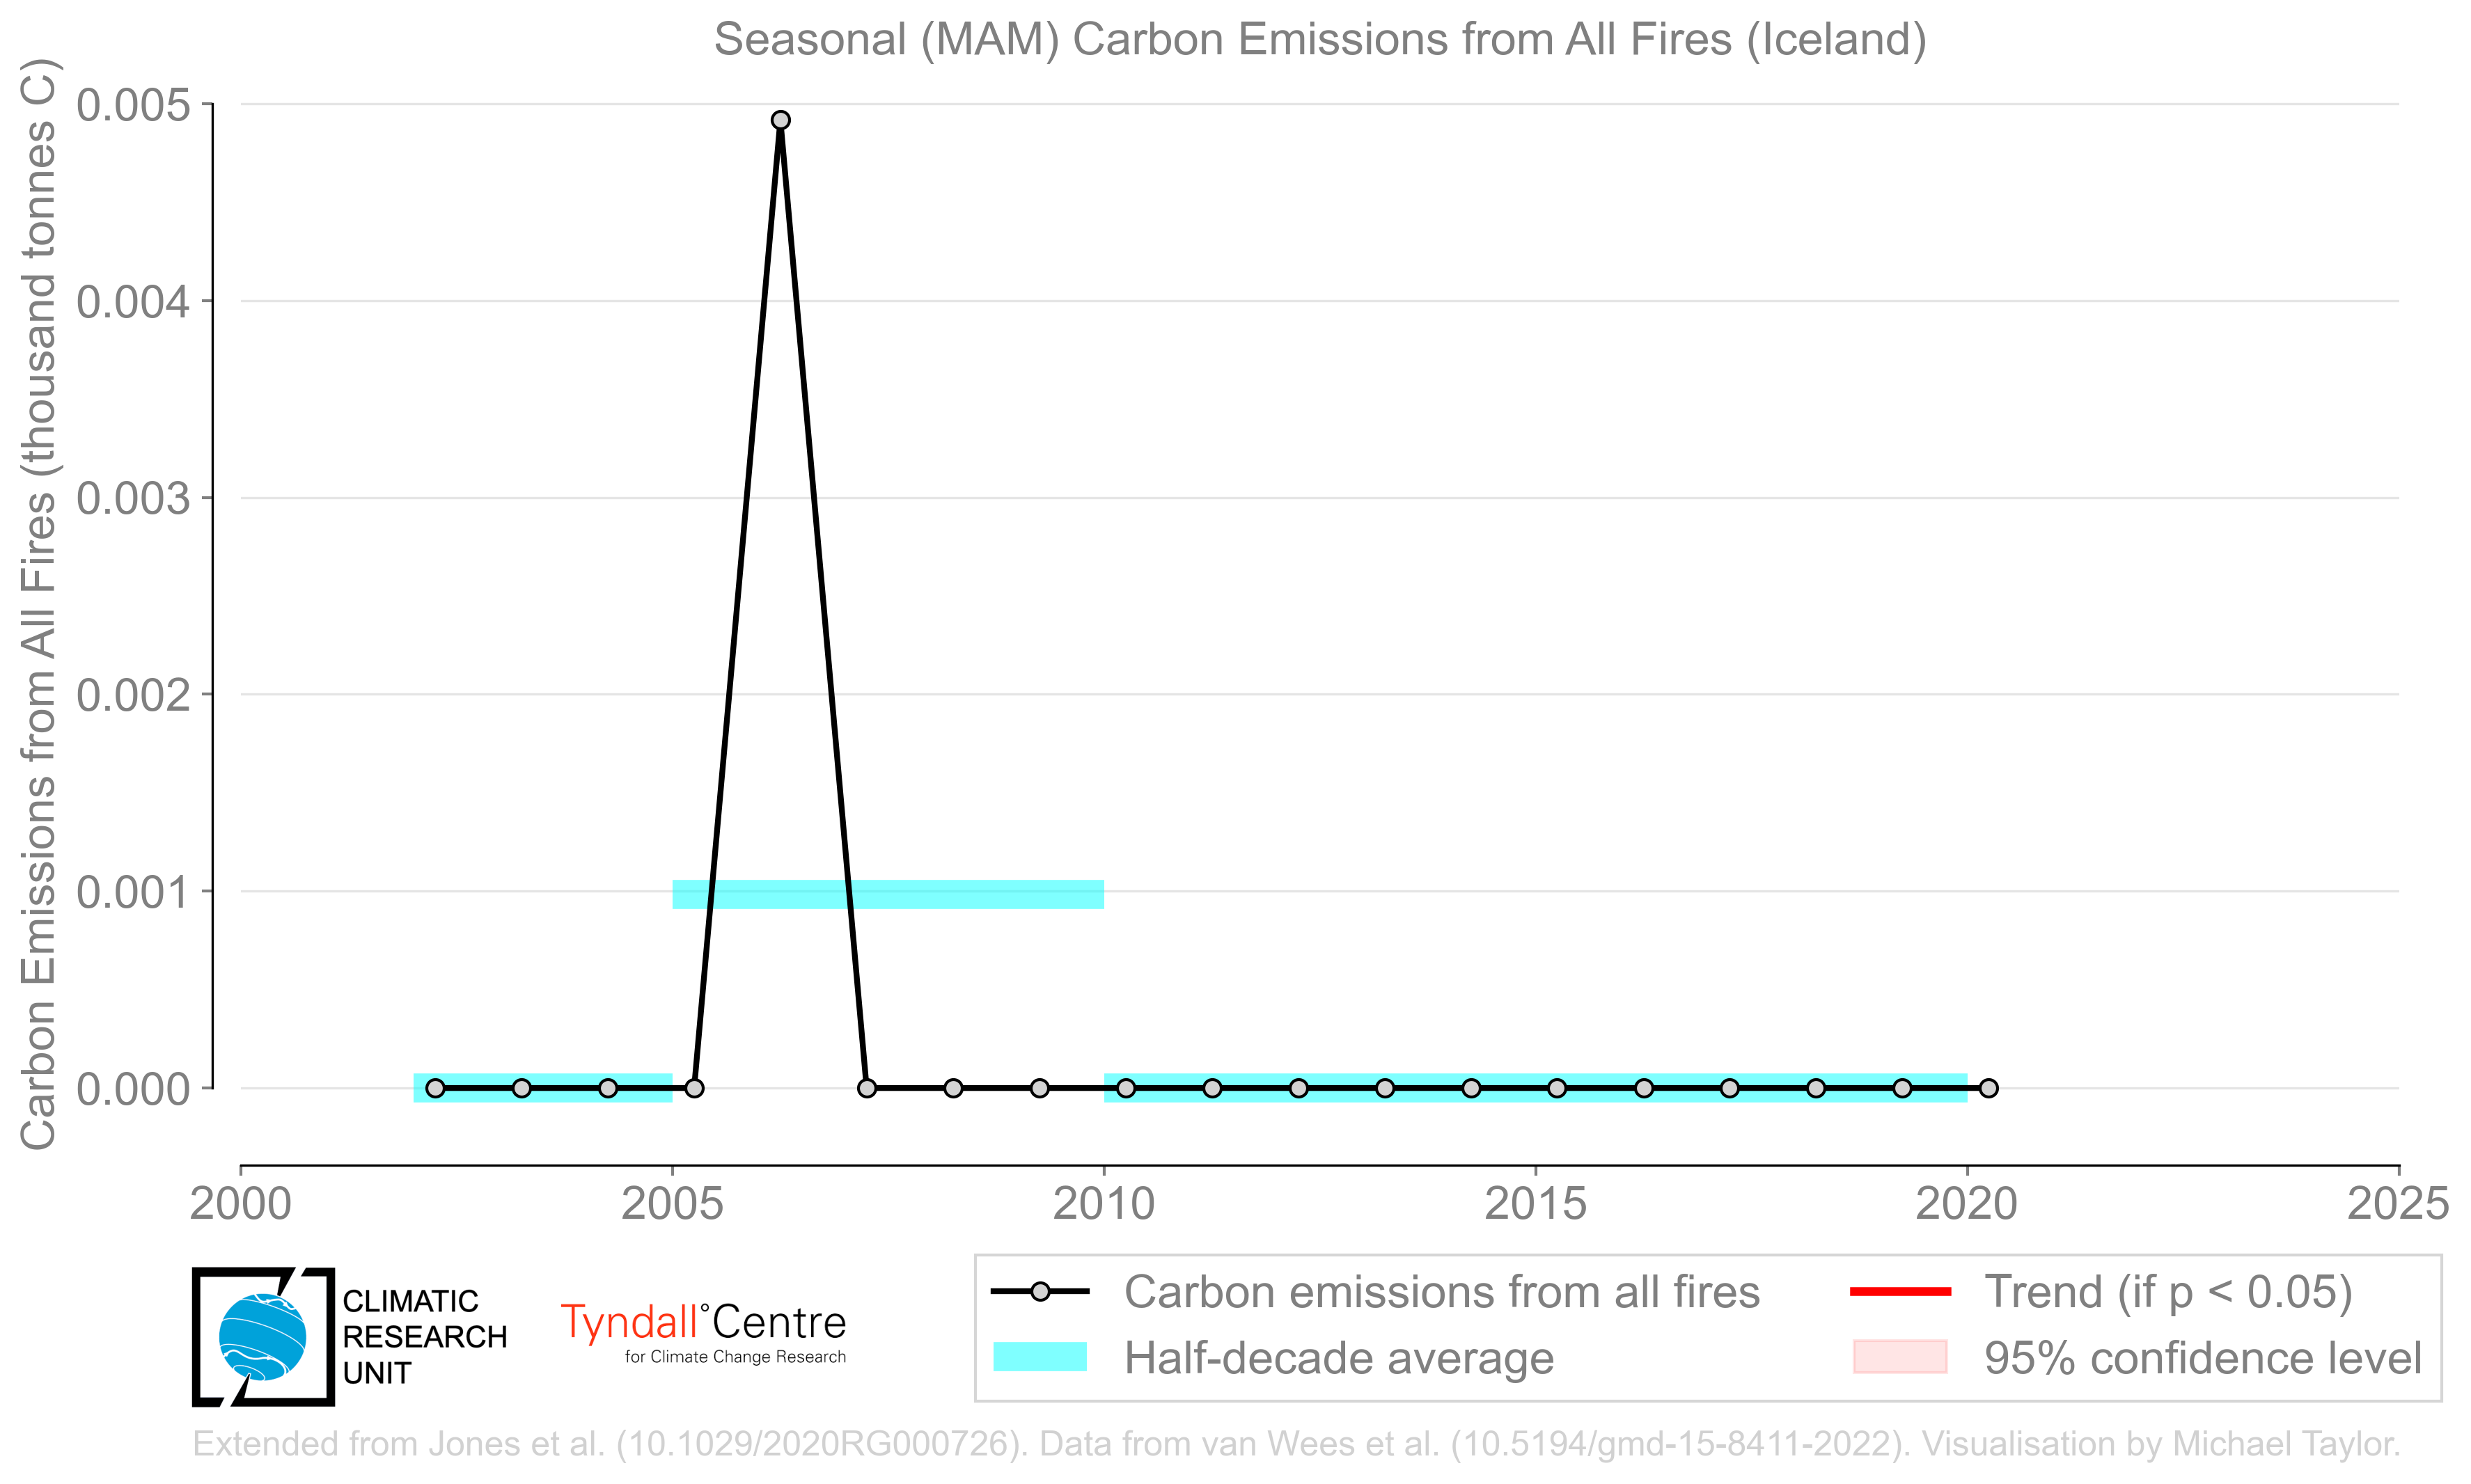 Seasonal (MAM) Carbon Emissions from All Fires (Iceland)
Carbon Emissions from All Fires (thousand tonnes C)
0.005
0.004
0.003
0.002
0.001
0.000
2000 2005 2010 2015 2020 2025
CLIMATIC
RESEARCH
UNIT
Tyndall°Centre
for Climate Change Research
Carbon emissions from all fires
Half-decade average
Trend (if p < 0.05)
95% confidence level
Extended from Jones et al. (10.1029/2020RG000726). Data from van Wees et al. (10.5194/gmd-15-8411-2022). Visualisation by Michael Taylor.